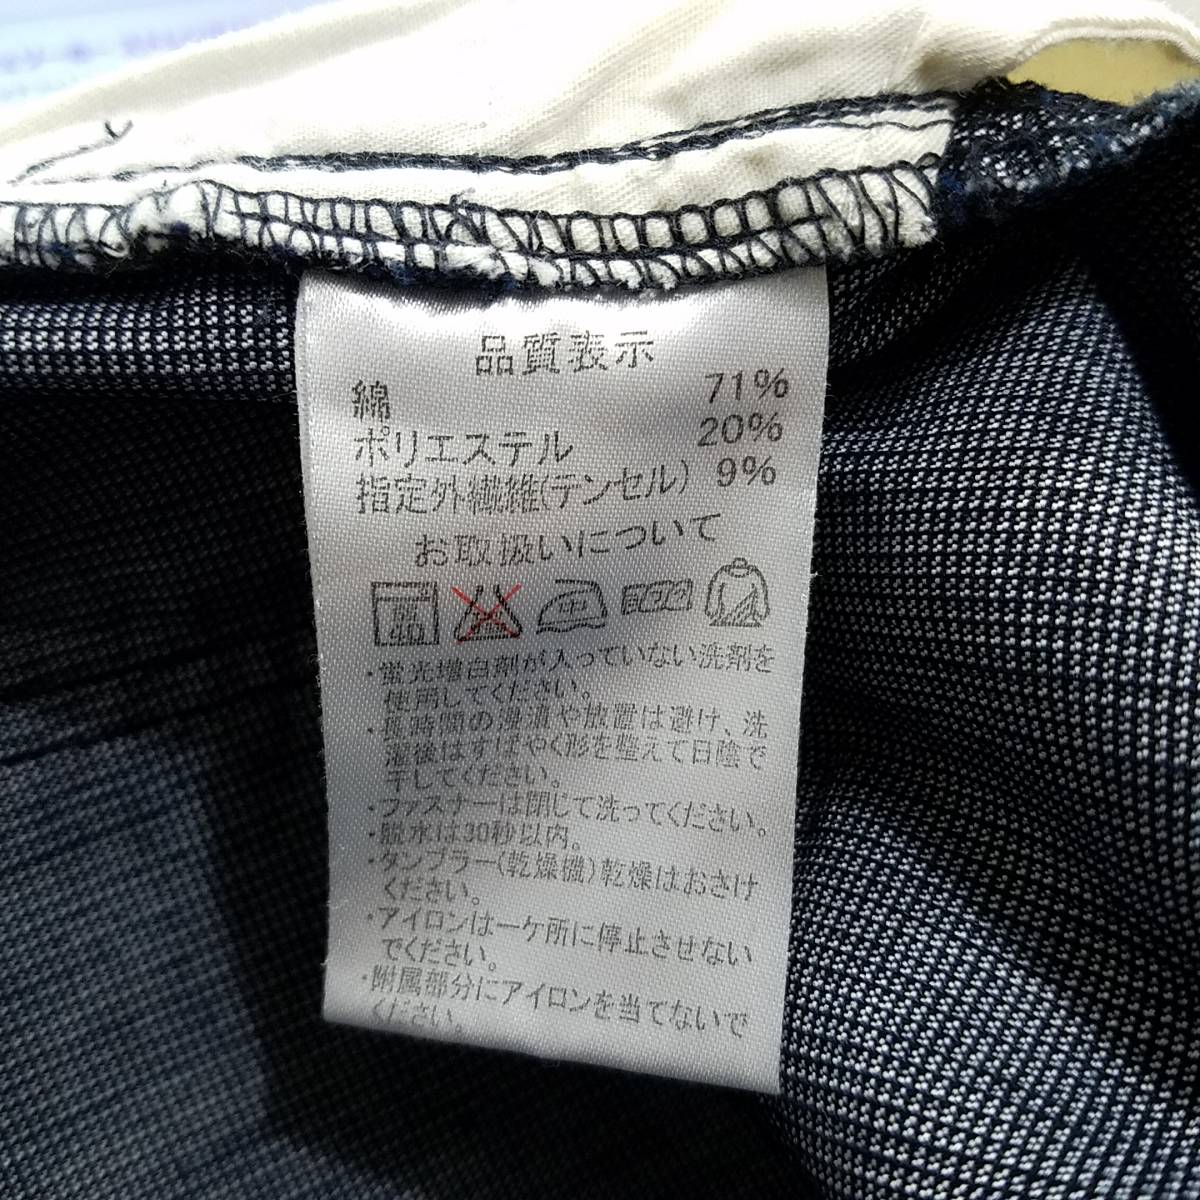 品質表示
綿 71%
ポリエステル 20%
指定外繊維(テンセル) 9%
お取扱いについて
40 中
・蛍光増白剤が入っていない洗剤を
使用してください。
・長時間の浸漬や放置は避け、洗
濯後はすばやく形を整えて日陰で
干してください。
・ファスナーは閉じて洗ってください。
・脱水は30秒以内。
・タンブラー(乾燥機)乾燥はおさけ
ください。
・アイロンは一ケ所に停止させない
でください。
・附属部分にアイロンを当てないで
ください。